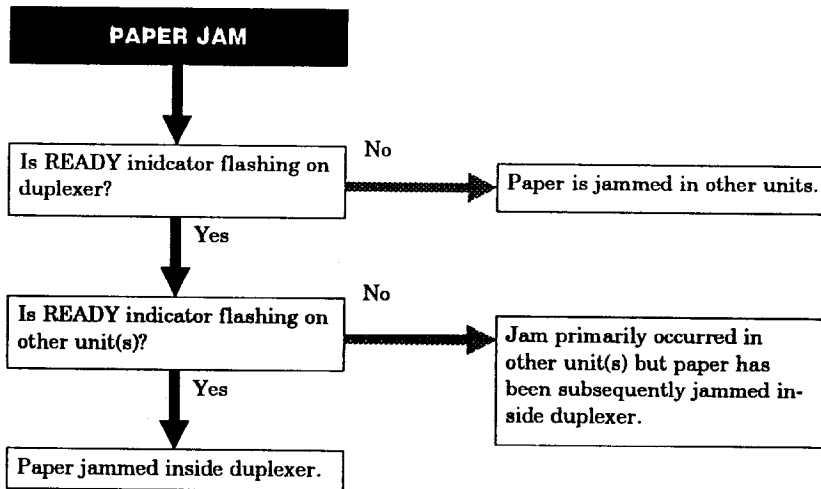 PAPER JAM
Is READY inidcator flashing on
duplexer?
No
Paper is jammed in other units.
Yes
Is READY indicator flashing on
other unit(s)?
No
Jam primarily occurred in
other unit(s) but paper has
been subsequently jammed in-
side duplexer.
Yes
Paper jammed inside duplexer.